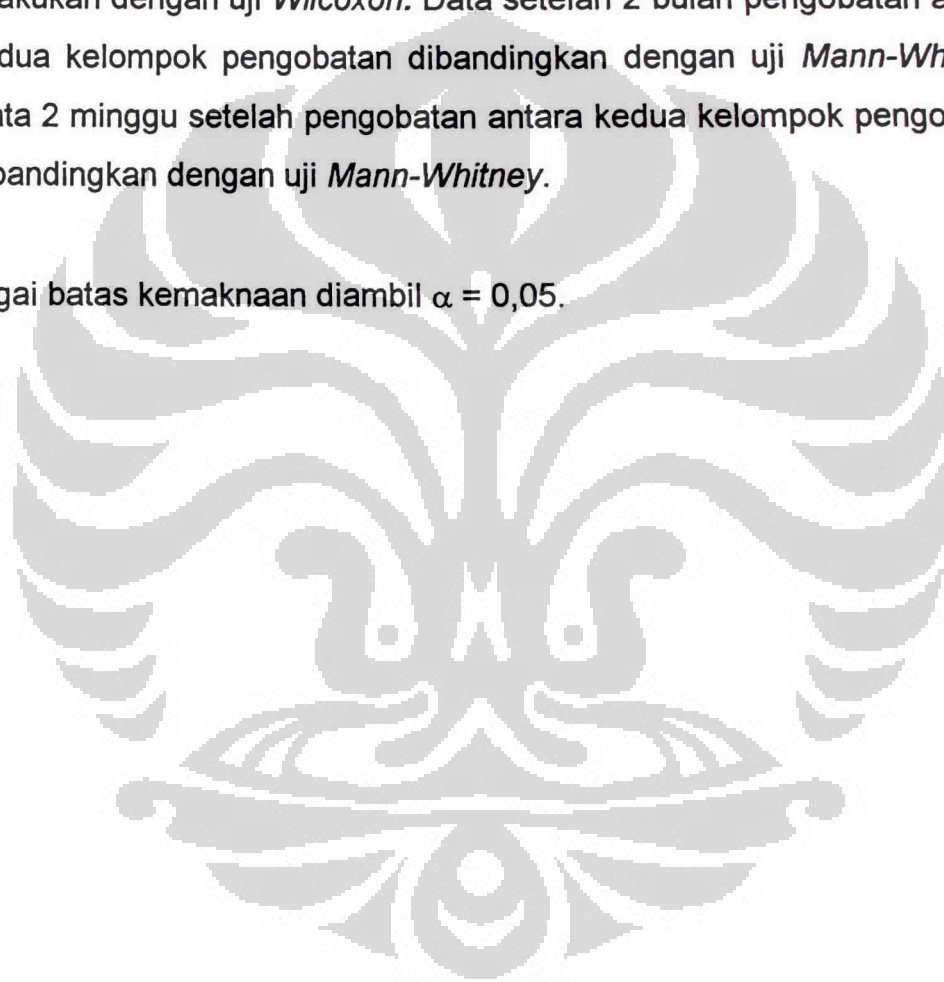 akukan dengan uji Wilcoxon. Data setelah 2 bulan pengobatan a
dua kelompok pengobatan dibandingkan dengan uji Mann-Wh
ata 2 minggu setelah pengobatan antara kedua kelompok pengo
bandingkan dengan uji Mann-Whitney.
gai batas kemaknaan diambil α = 0,05.